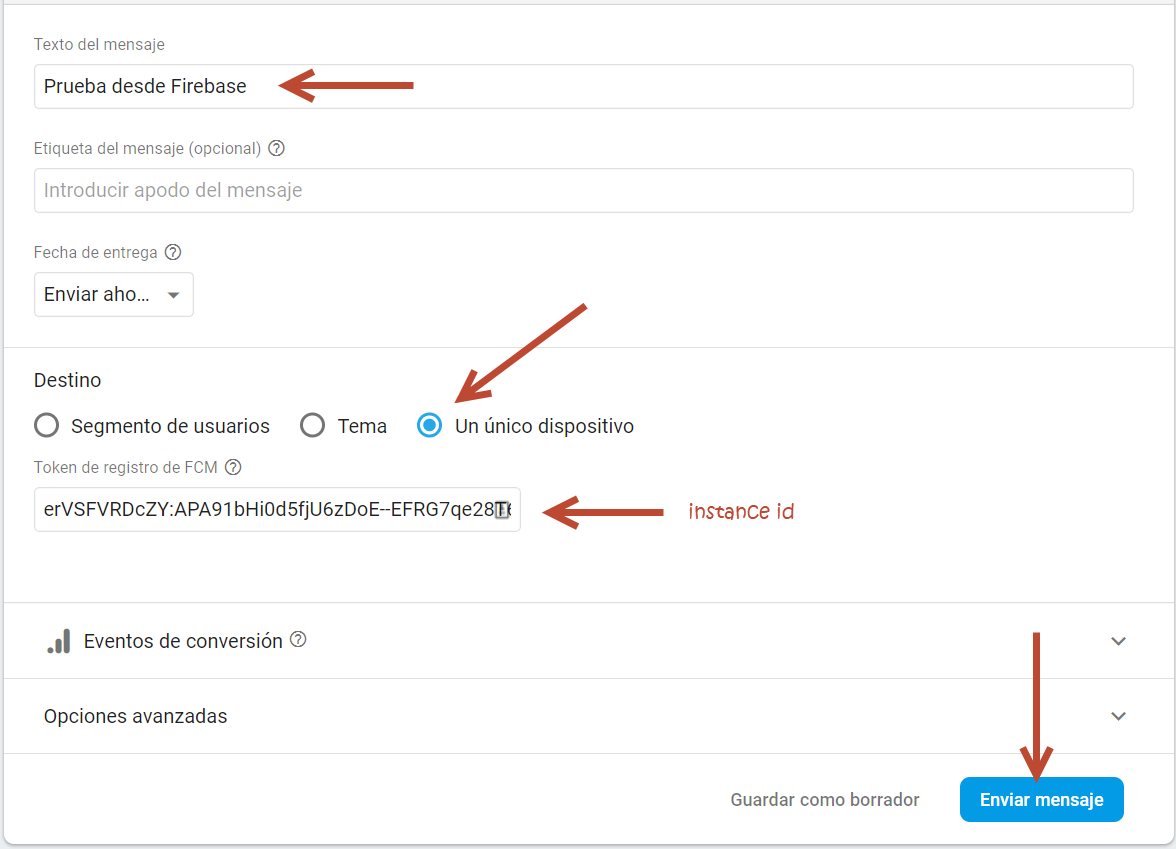 Texto del mensaje
Prueba desde Firebase
Etiqueta del mensaje (opcional)
Introducir apodo del mensaje
Fecha de entrega
Enviar aho...
Destino
Segmento de usuarios Tema Un único dispositivo
Token de registro de FCM
erVSFVRDcZY:APA91bHi0d5fjU6zDoE--EFRG7qe28 instance id
Eventos de conversión
Opciones avanzadas
Guardar como borrador Enviar mensaje